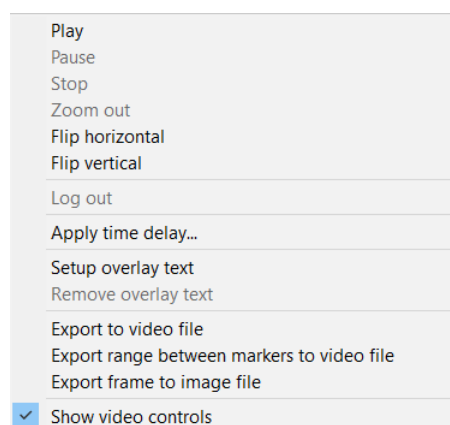 Play
Pause
Stop
Zoom out
Flip horizontal
Flip vertical
Log out
Apply time delay...
Setup overlay text
Remove overlay text
Export to video file
Export range between markers to video file
Export frame to image file
Show video controls